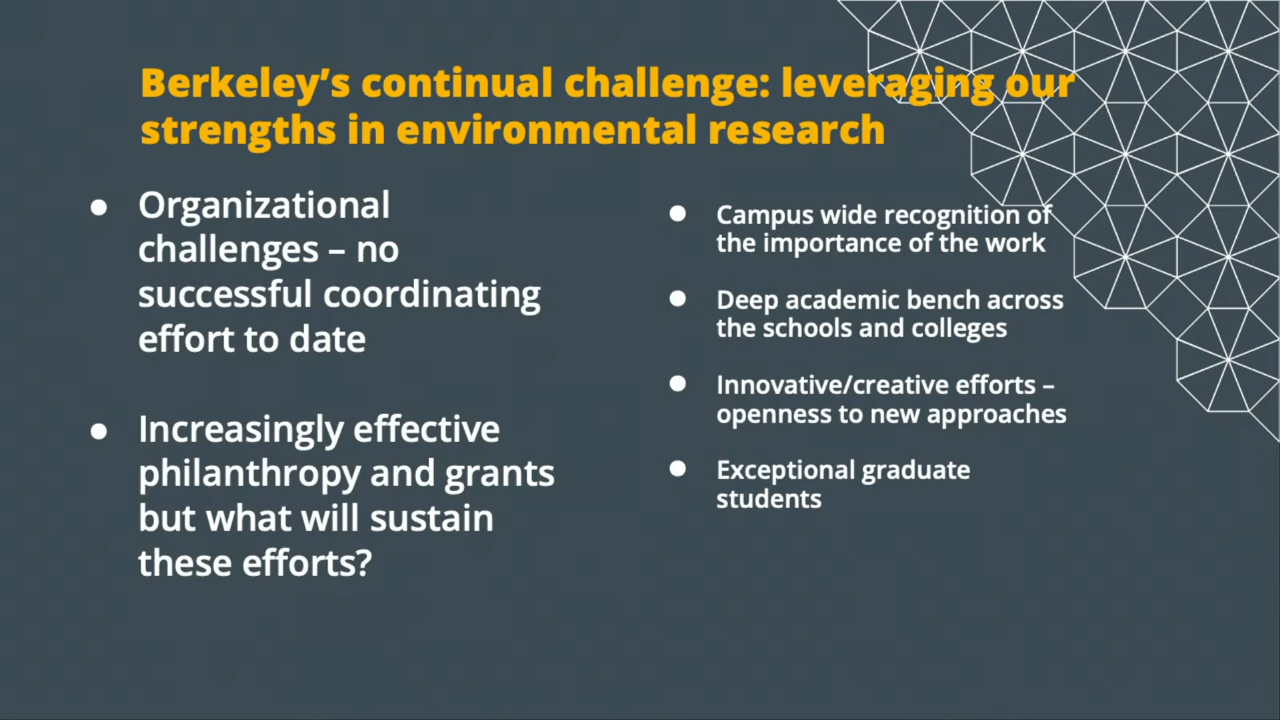 Berkeley’s continual challenge: leveraging our
strengths in environmental research
● Organizational
challenges – no
successful coordinating
effort to date
● Increasingly effective
philanthropy and grants
but what will sustain
these efforts?
● Campus wide recognition of
the importance of the work
● Deep academic bench across
the schools and colleges
● Innovative/creative efforts –
openness to new approaches
● Exceptional graduate
students